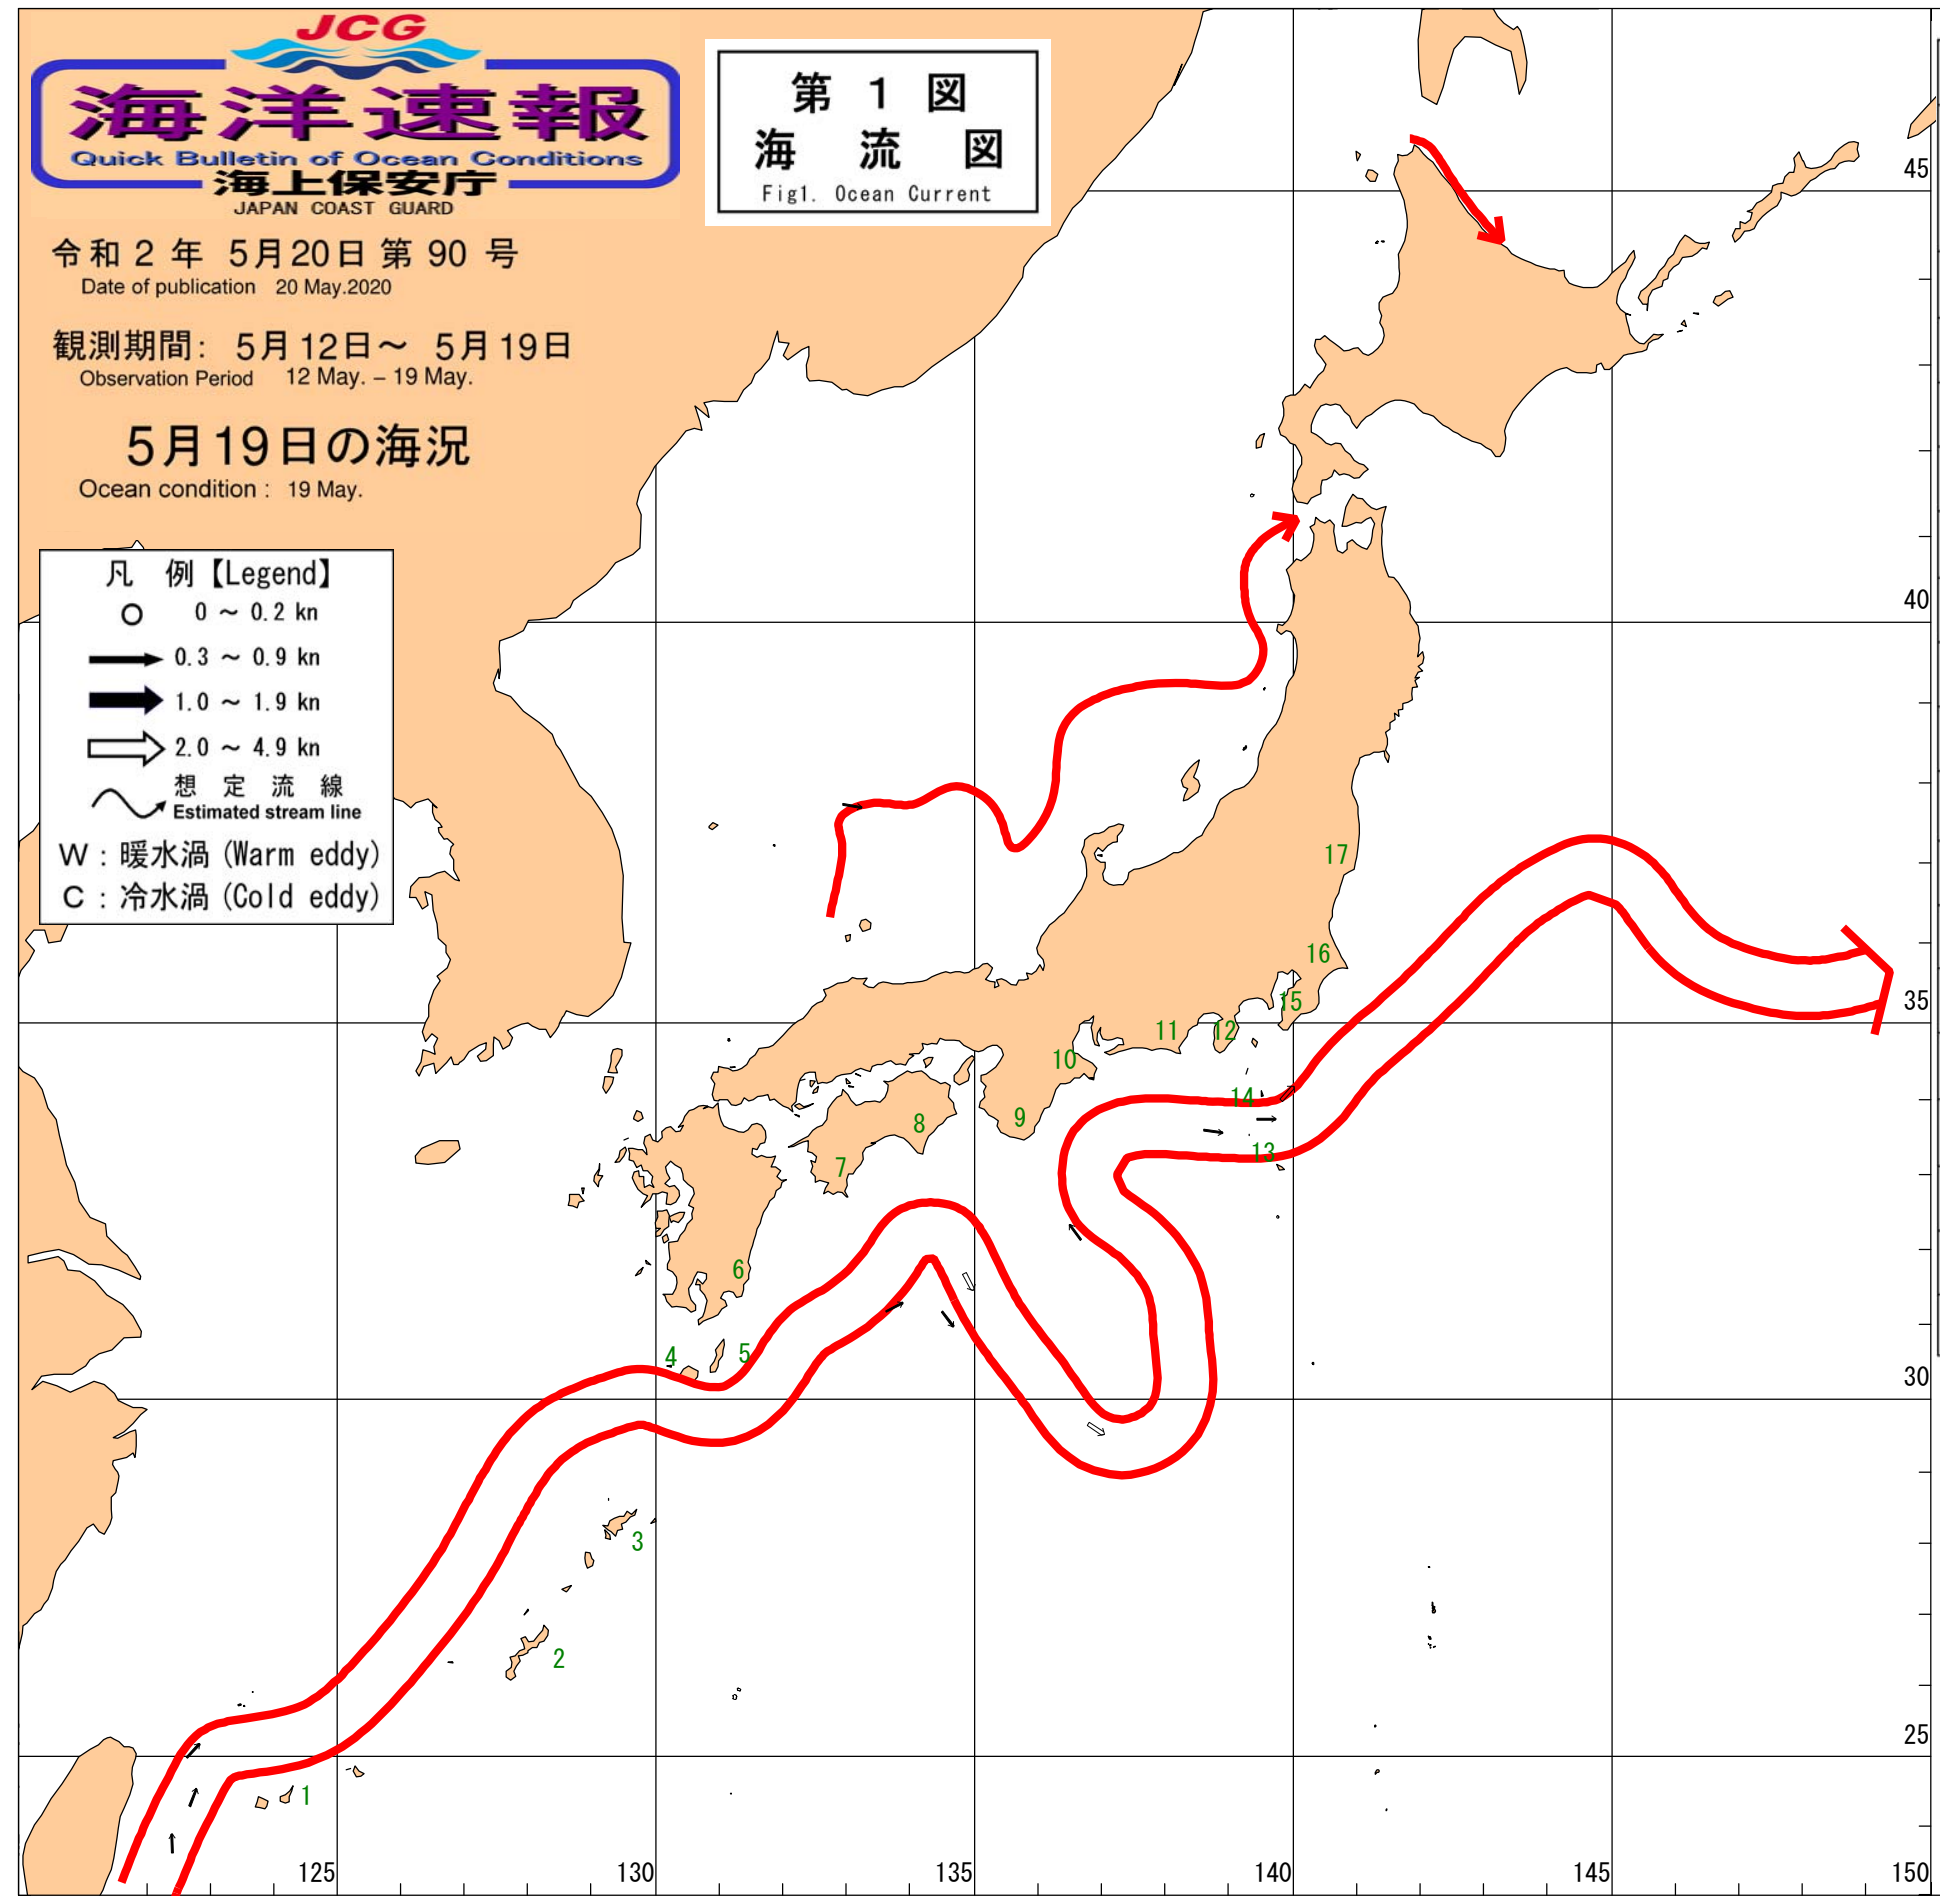 JCG
海洋速報
Quick Bulletin of Ocean Conditions
海上保安庁
JAPAN COAST GUARD
第 1 図
海 流 図
Fig1. Ocean Current
令和 2 年 5月20日 第 90 号
Date of publication 20 May.2020
観測期間: 5月12日～ 5月19日
Observation Period 12 May. – 19 May.
5月19日の海況
Ocean condition : 19 May.
凡 例【Legend】
0 ～ 0.2 kn
0.3 ～ 0.9 kn
1.0 ～ 1.9 kn
2.0 ～ 4.9 kn
想 定 流 線
Estimated stream line
W : 暖水渦 (Warm eddy)
C : 冷水渦 (Cold eddy)
45
40
35
30
25
17
16
15
11
12
10
14
9
8
13
7
6
5
4
3
2
1
125
130
135
140
145
150